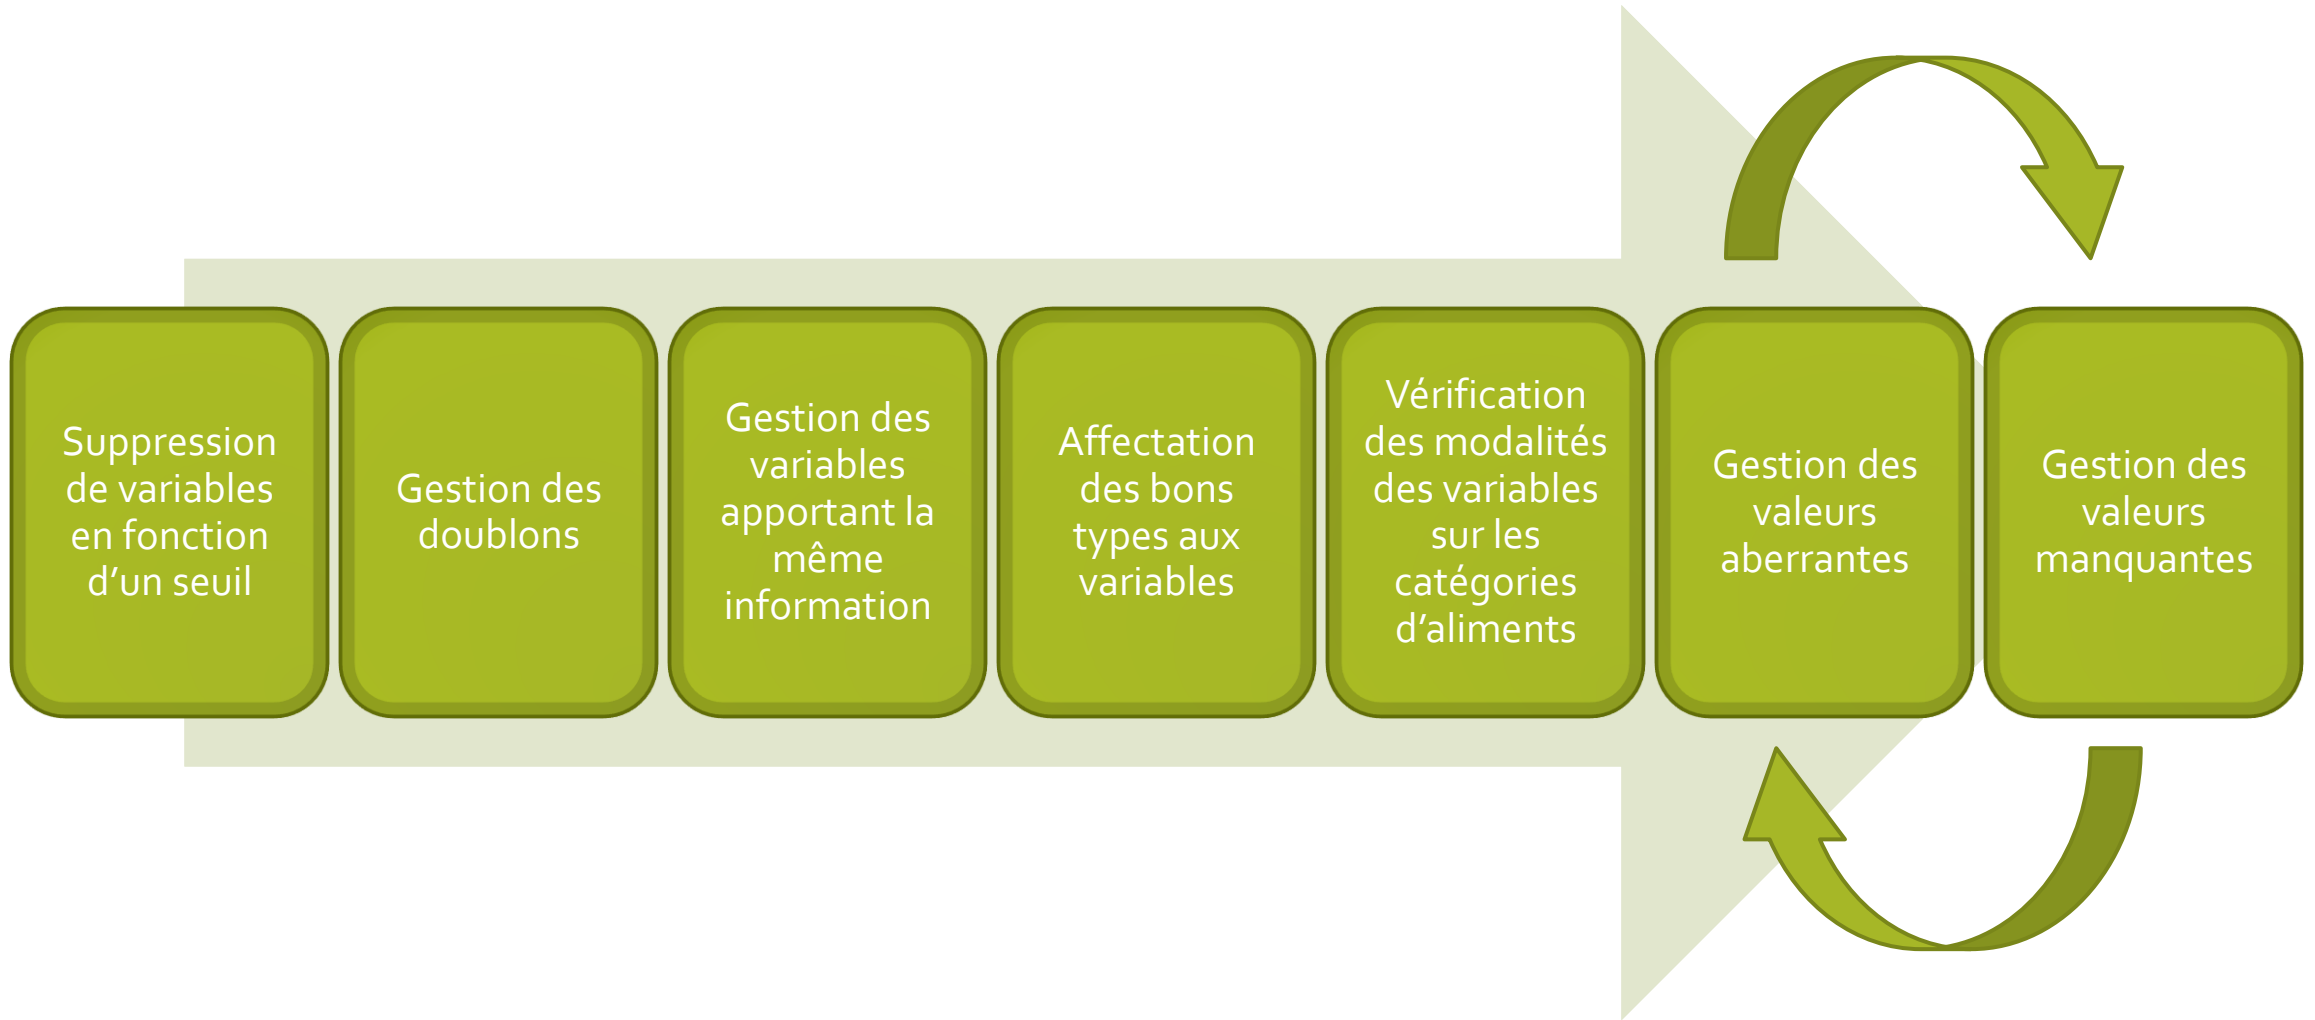 Suppression
de variables
en fonction
d’un seuil
Gestion des
doublons
Gestion des
variables
apportant la
même
information
Affectation
des bons
types aux
variables
Vérification
des modalités
des variables
sur les
catégories
d’aliments
Gestion des
valeurs
aberrantes
Gestion des
valeurs
manquantes